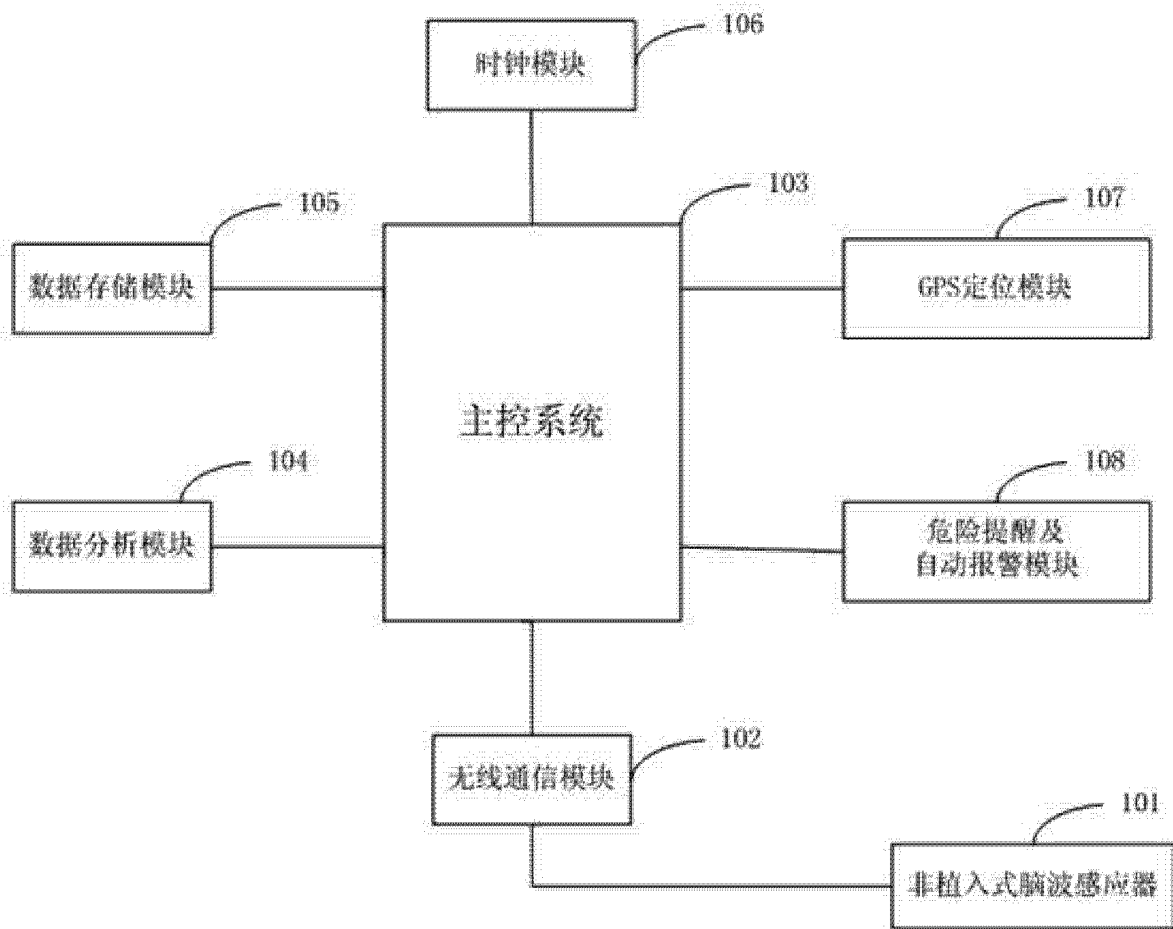 106
时钟模块
103
105
107
数据存储模块
GPS定位模块
主控系统
104
108
数据分析模块
危险提醒及
自动报警模块
102
无线通信模块
101
非植入式脑波感应器